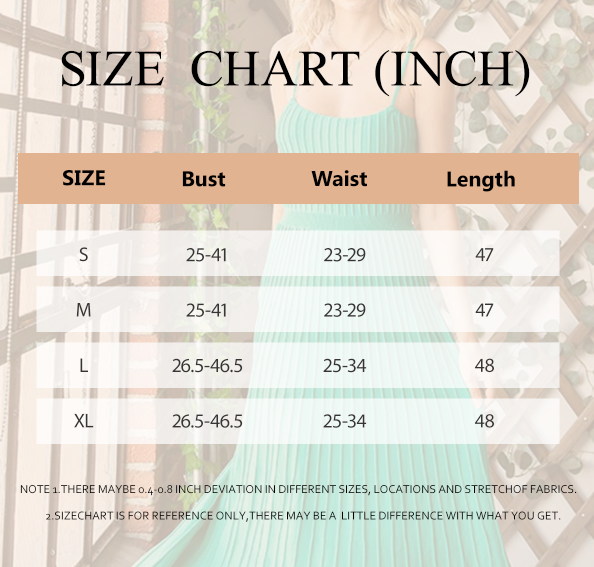 SIZE CHART (INCH)
SIZE Bust Waist Length
S 25-41 23-29 47
M 25-41 23-29 47
L 26.5-46.5 25-34 48
XL 26.5-46.5 25-34 48
NOTE 1.THERE MAYBE 0.4-0.8 INCH DEVIATION IN DIFFERENT SIZES, LOCATIONS AND STRETCHOF FABRICS.
2.SIZECHART IS FOR REFERENCE ONLY,THERE MAY BE A LITTLE DIFFERENCE WITH WHAT YOU GET.